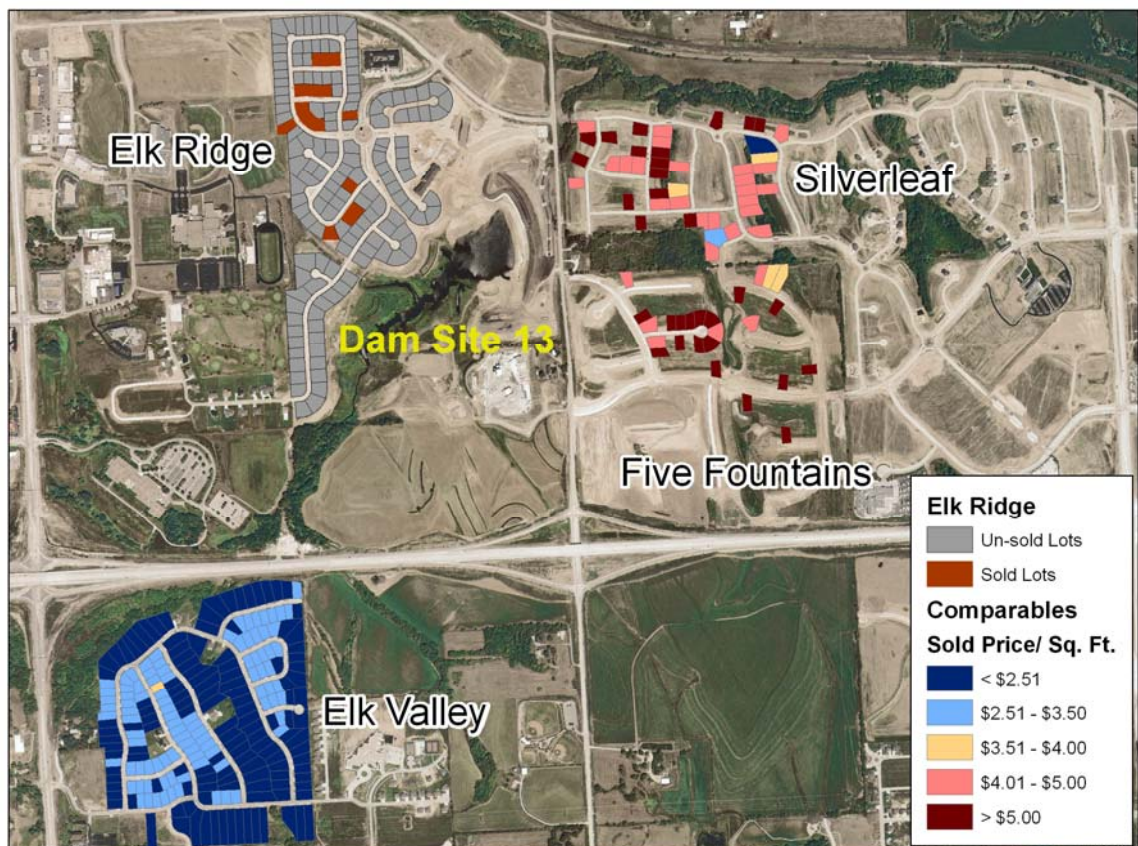 Elk Ridge
Silverleaf
Dam Site 13
Five Fountains
Elk Valley
Elk Ridge
Un-sold Lots
Sold Lots
Comparables
Sold Price/ Sq. Ft.
< $2.51
$2.51 - $3.50
$3.51 - $4.00
$4.01 - $5.00
> $5.00